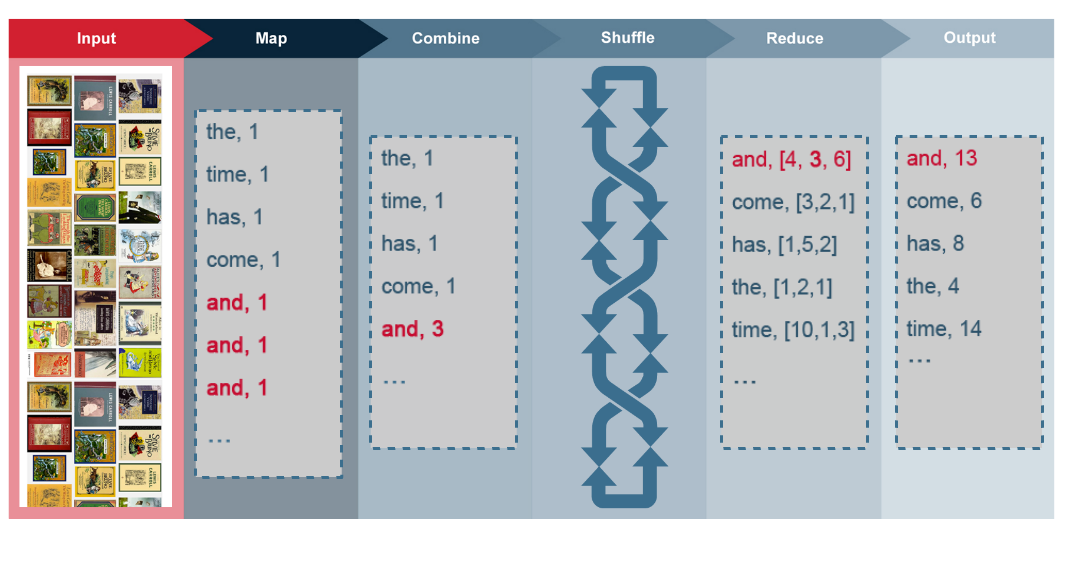 Input
Map
Combine
Shuffle
Reduce
Output
the, 1
time, 1
has, 1
come, 1
and, 1
and, 1
and, 1
...
the, 1
time, 1
has, 1
come, 1
and, 3
...
and, [4, 3, 6]
come, [3,2,1]
has, [1,5,2]
the, [1,2,1]
time, [10,1,3]
...
and, 13
come, 6
has, 8
the, 4
time, 14
...